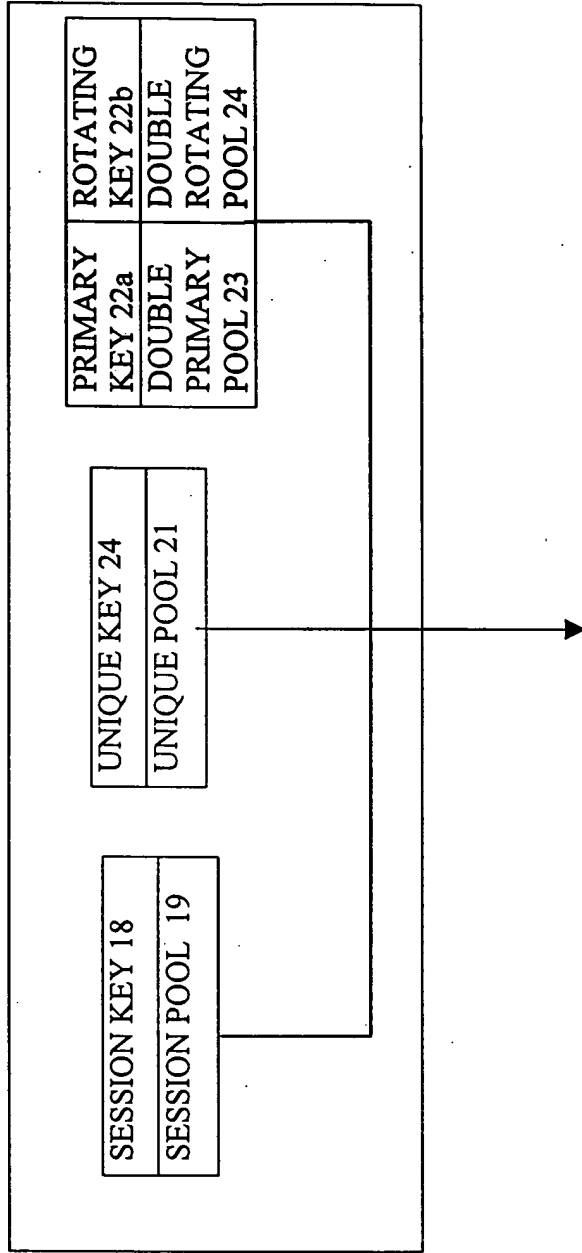 SESSION KEY 18
SESSION POOL 19
UNIQUE KEY 24
UNIQUE POOL 21
PRIMARY
KEY 22a
ROTATING
KEY 22b
DOUBLE
PRIMARY
POOL 23
DOUBLE
ROTATING
POOL 24